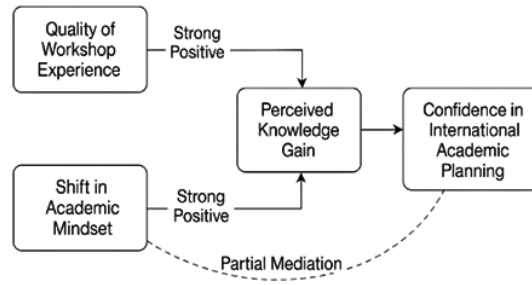 Quality of
Workshop
Experience
Strong
Positive
Perceived
Knowledge
Gain
Confidence in
International
Academic
Planning
Shift in
Academic
Mindset
Strong
Positive
Partial Mediation